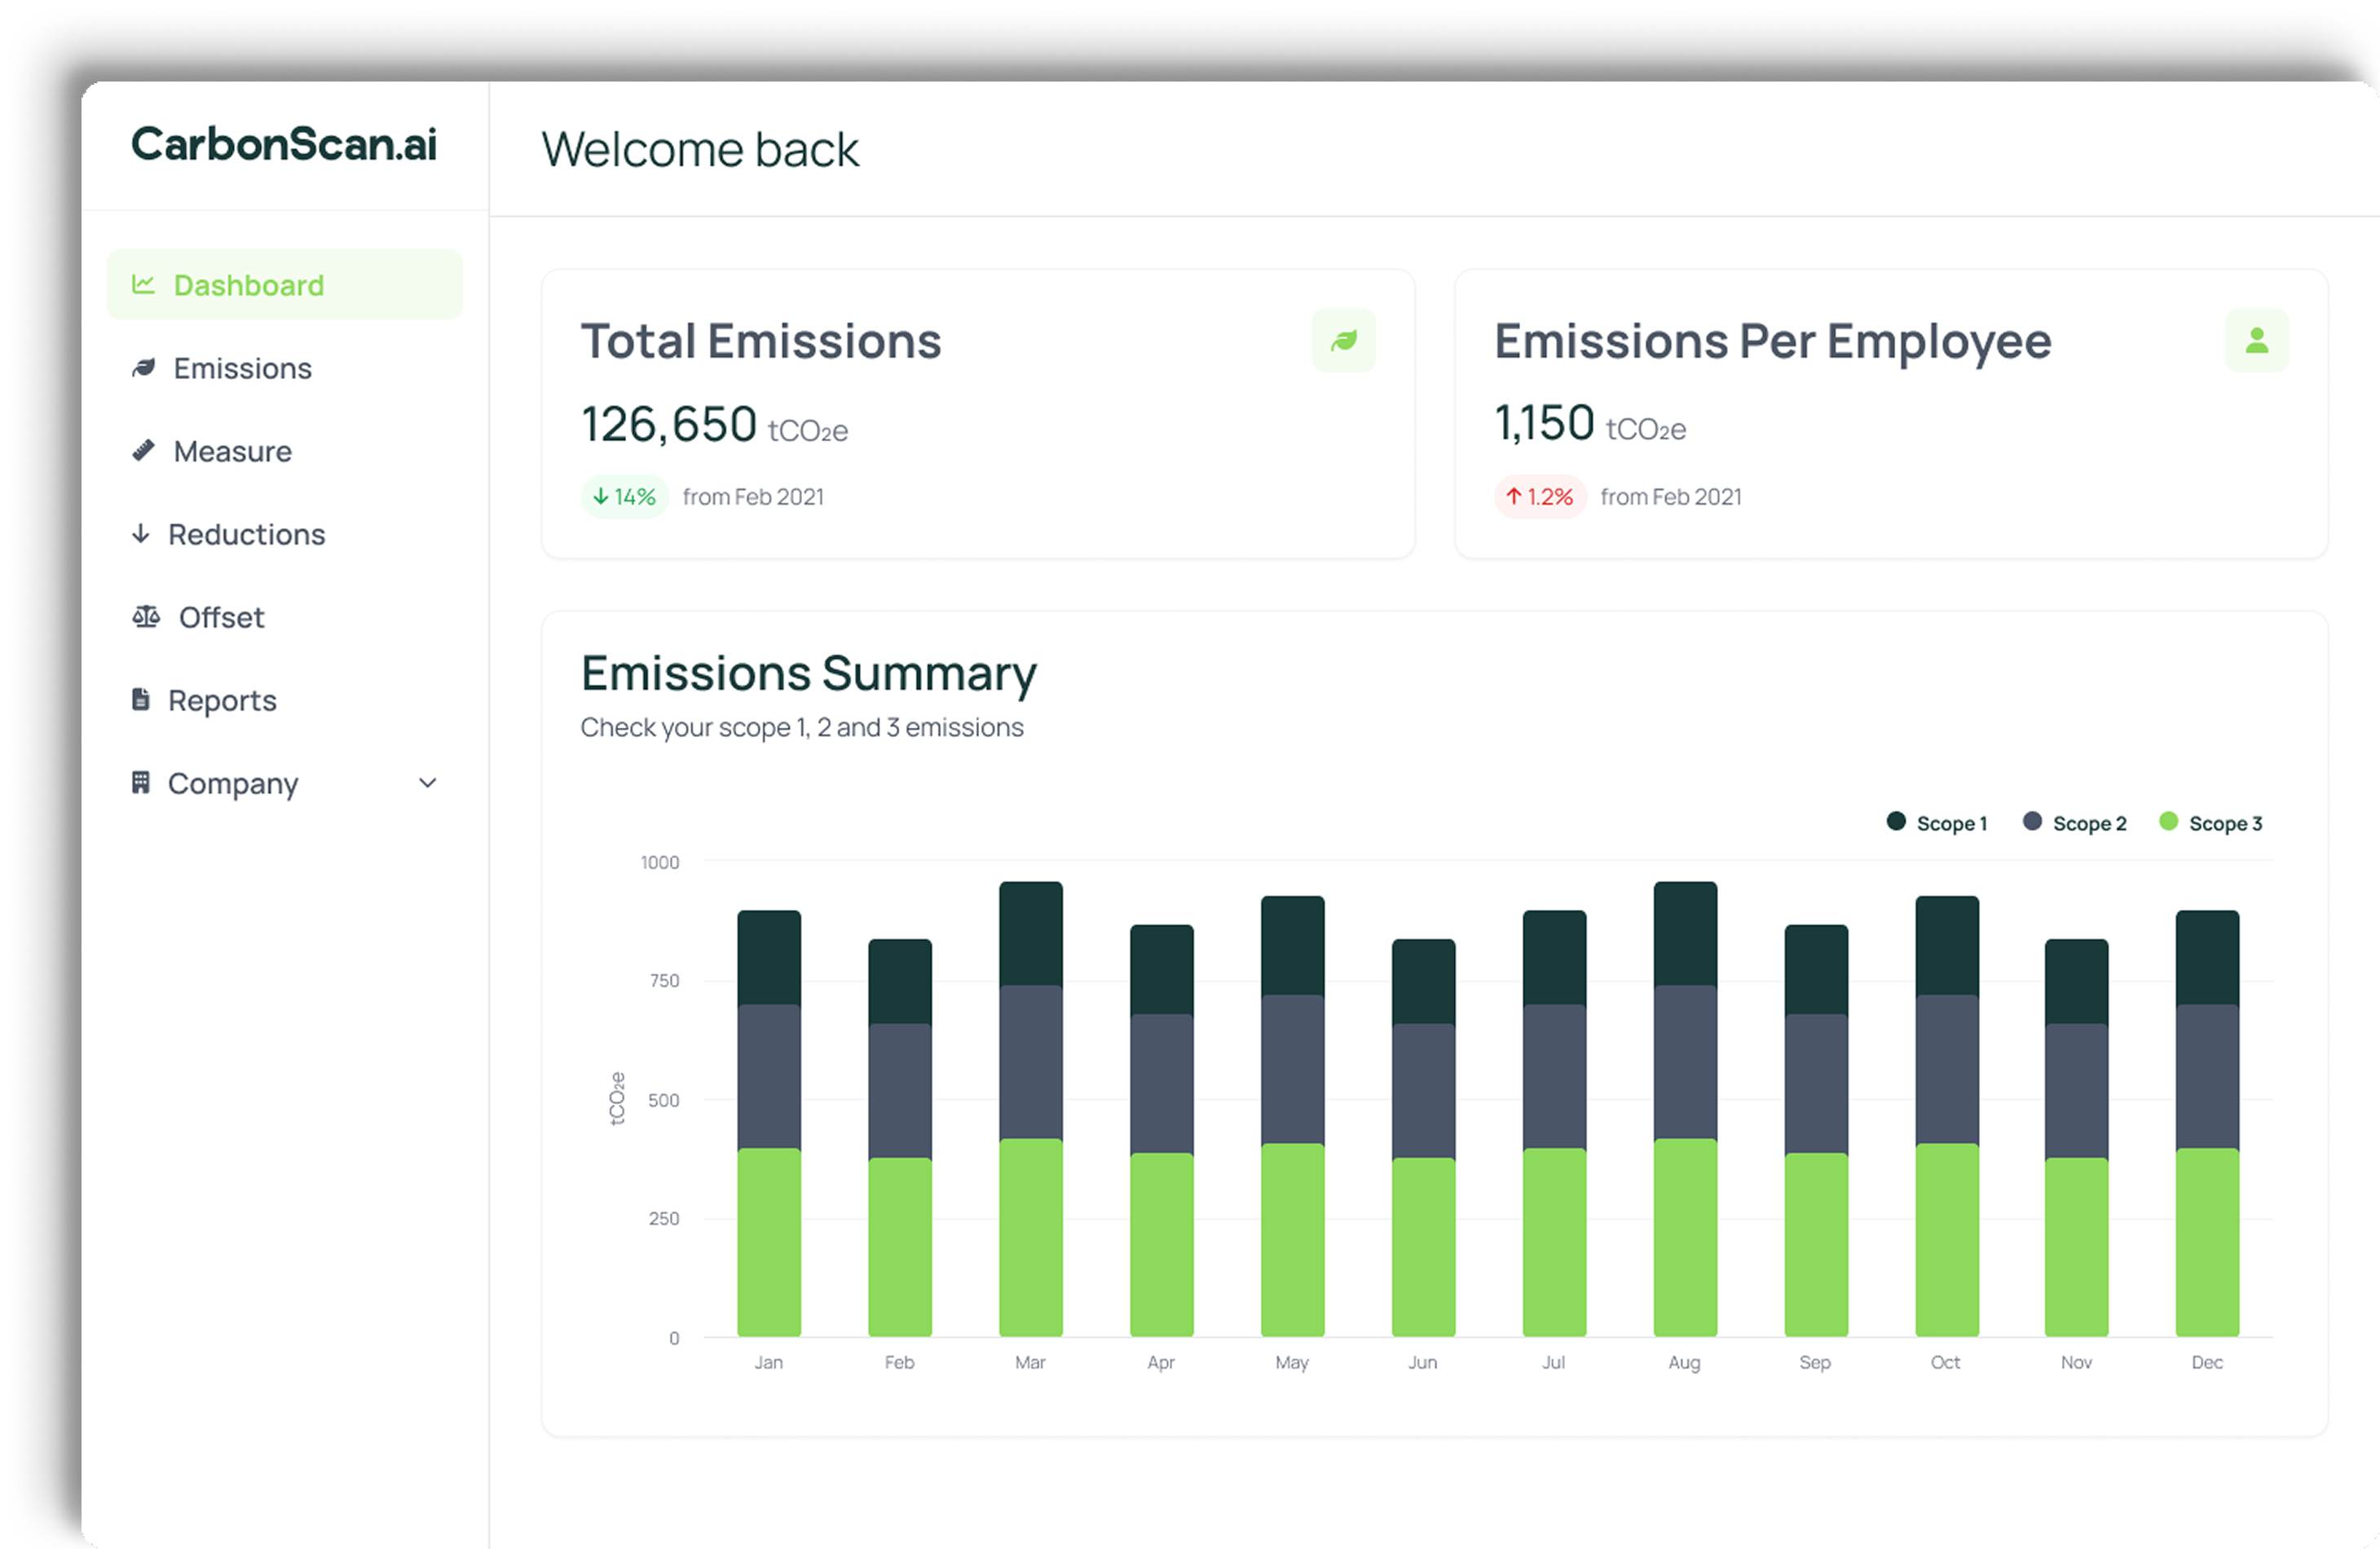 CarbonScan.ai
Welcome back
Dashboard
Emissions
Measure
Reductions
Offset
Reports
Company
Total Emissions
126,650 tCO₂e
↓ 14% from Feb 2021
Emissions Per Employee
1,150 tCO₂e
↑ 1.2% from Feb 2021
Emissions Summary
Check your scope 1, 2 and 3 emissions
Scope 1 Scope 2 Scope 3
tCO₂e
1000
750
500
250
0
Jan Feb Mar Apr May Jun Jul Aug Sep Oct Nov Dec